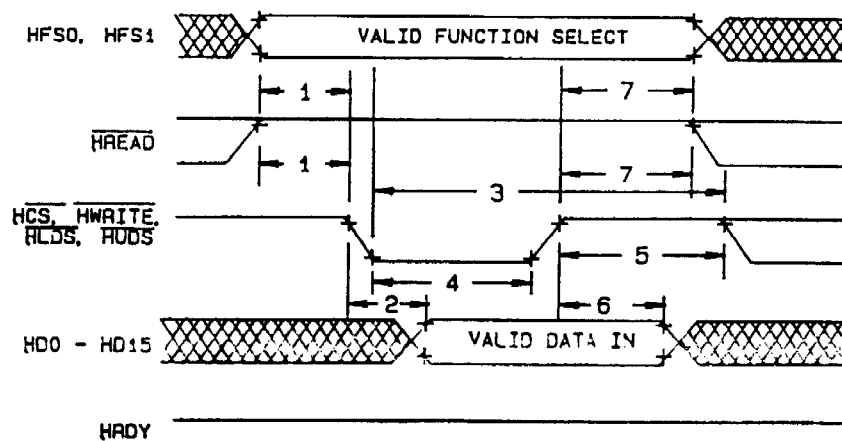 HFS0, HFS1 VALID FUNCTION SELECT
1 7
HREAD
1 7
3
HCS, HWRITE,
HLDS, HUDS
5
4
2 6
HD0 - HD15 VALID DATA IN
HRDY